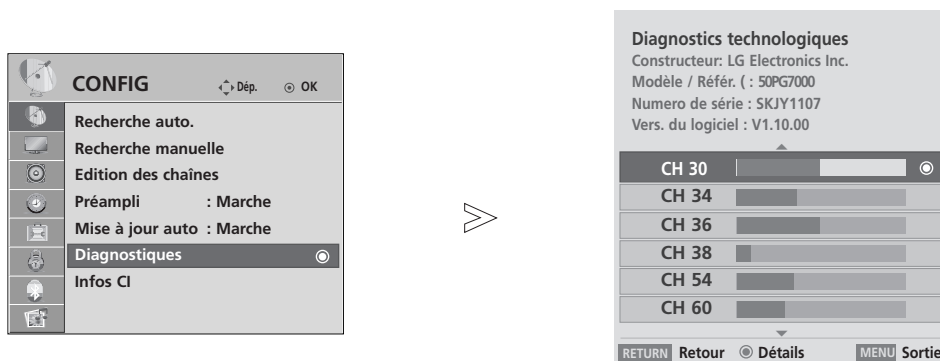 CONFIG Dép. OK
Recherche auto.
Recherche manuelle
Edition des chaînes
Préampli : Marche
Mise à jour auto : Marche
Diagnostiques
Infos CI
Diagnostics technologiques
Constructeur: LG Electronics Inc.
Modèle / Référ. ( : 50PG7000
Numero de série : SKJY1107
Vers. du logiciel : V1.10.00
CH 30
CH 34
CH 36
CH 38
CH 54
CH 60
RETURN Retour Détails MENU Sortie